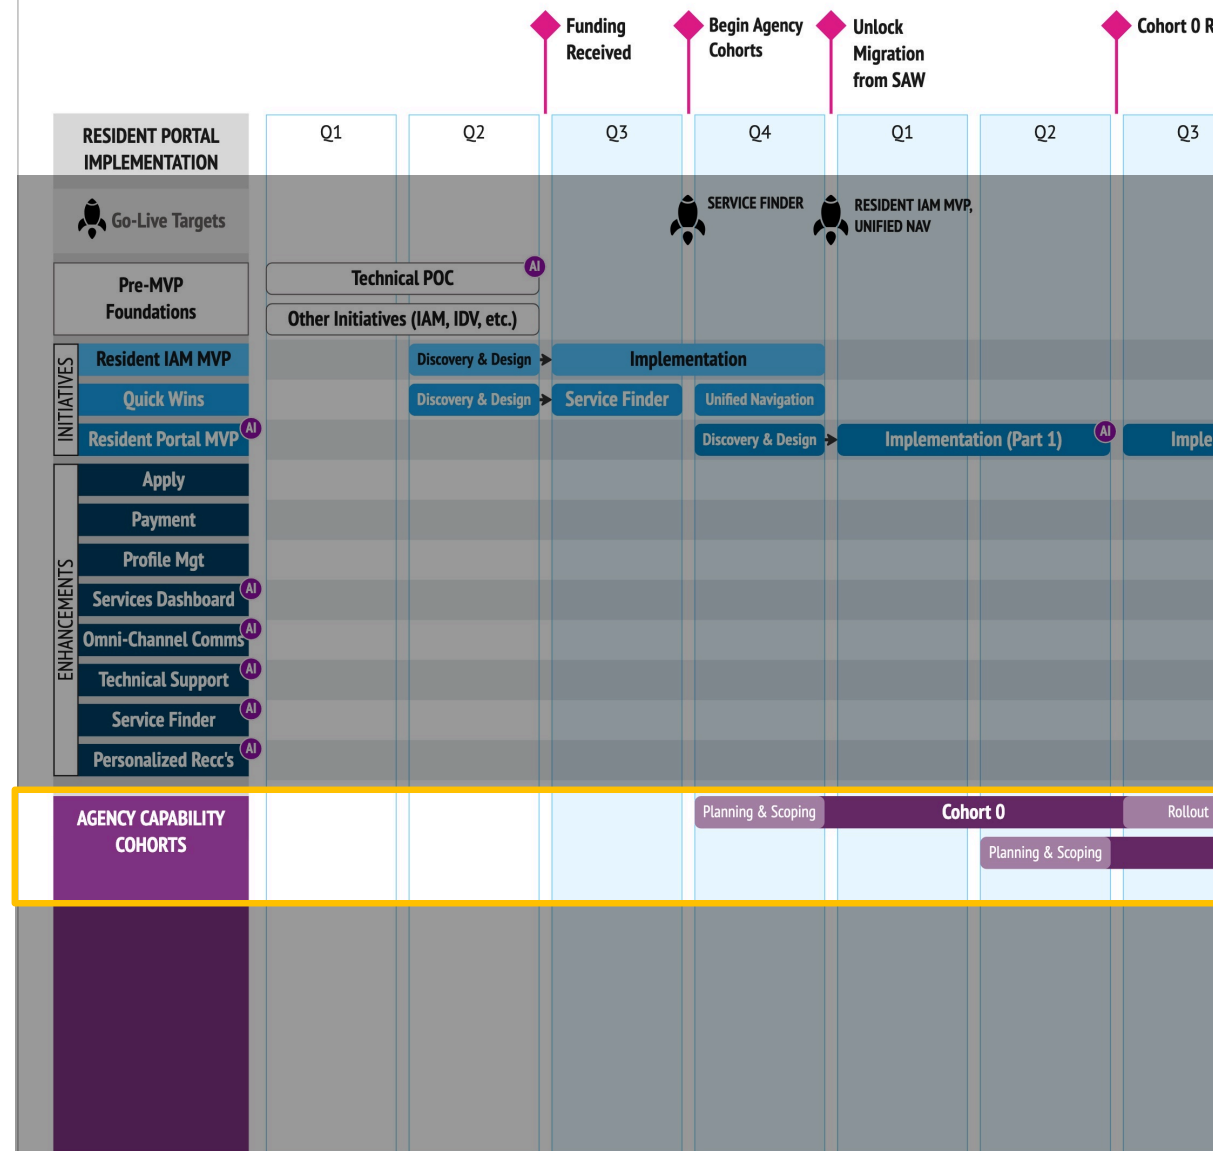 Funding
Received
Begin Agency
Cohorts
Unlock
Migration
from SAW
Cohort 0 R
RESIDENT PORTAL
IMPLEMENTATION
Q1
Q2
Q3
Q4
Q1
Q2
Q3
Go-Live Targets
SERVICE FINDER
RESIDENT IAM MVP,
UNIFIED NAV
Pre-MVP
Foundations
Technical POC
AI
Other Initiatives (IAM, IDV, etc.)
INITIATIVES
Resident IAM MVP
Discovery & Design
Implementation
Quick Wins
Discovery & Design
Service Finder
Unified Navigation
Resident Portal MVP
AI
Discovery & Design
Implementation (Part 1)
AI
Imple
ENHANCEMENTS
Apply
Payment
Profile Mgt
Services Dashboard
AI
Omni-Channel Comms
AI
Technical Support
AI
Service Finder
AI
Personalized Recc's
AI
AGENCY CAPABILITY
COHORTS
Planning & Scoping
Cohort 0
Rollout
Planning & Scoping